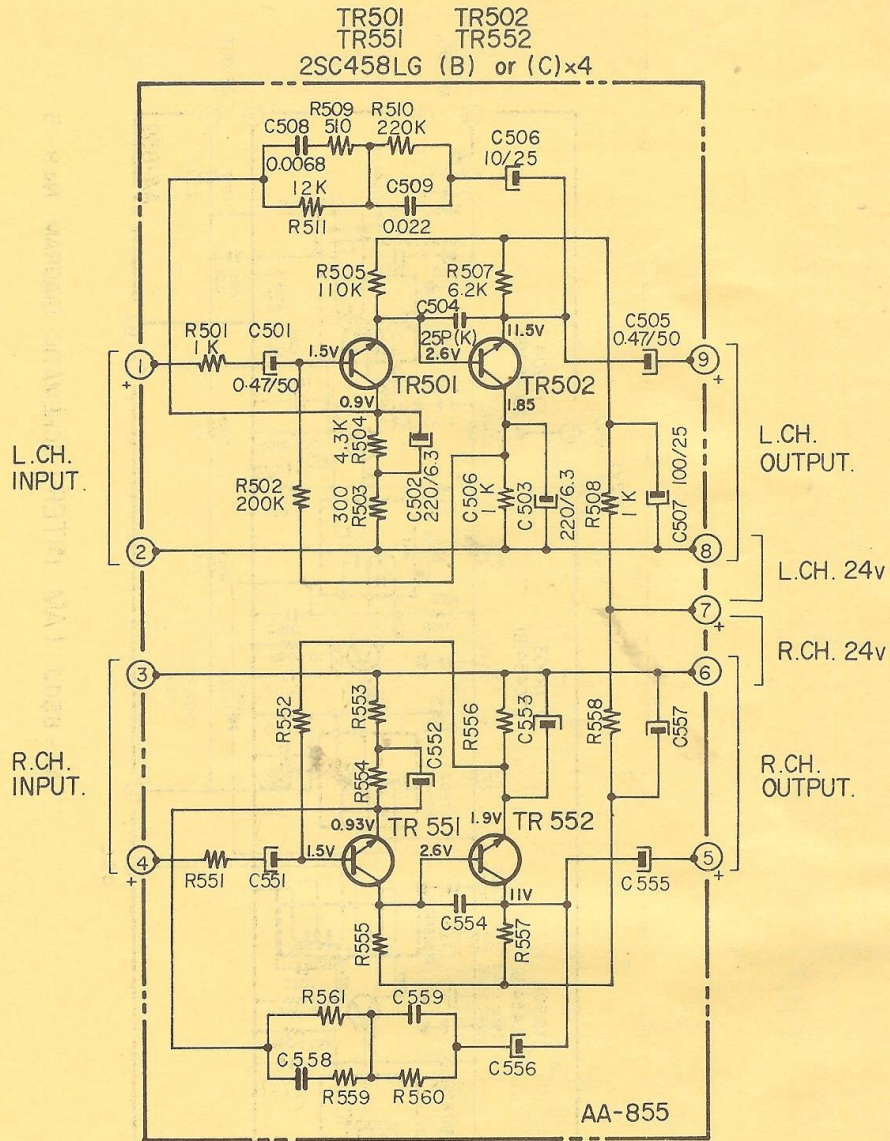 TR501 TR502
TR551 TR552
2SC458LG (B) or (C)×4
R509 R510
C508 510 220K
0.0068
12K
R511
C509
0.022
C506
10/25
R505
110K
R507
6.2K
C504
25P(K)
11.5V
2.6V
R501
1K
C501
0.47/50
1.5V
TR501
TR502
C505
0.47/50
1
+
9
+
0.9V
1.85
L.CH.
INPUT.
R502
200K
4.3K
R504
300
R503
C502
220/6.3
C506
1K
C503
220/6.3
R508
1K
C507
100/25
L.CH.
OUTPUT.
2
8
L.CH. 24v
7
+
R.CH. 24v
3
6
R552
R553
R554
C552
R556
C553
R558
C557
R.CH.
INPUT.
R.CH.
OUTPUT.
0.93V
TR 551
1.9V
TR 552
4
+
R551
C551
1.5V
2.6V
C555
5
+
11V
C554
R555
R557
R561
C559
C558
R559
R560
C556
AA-855